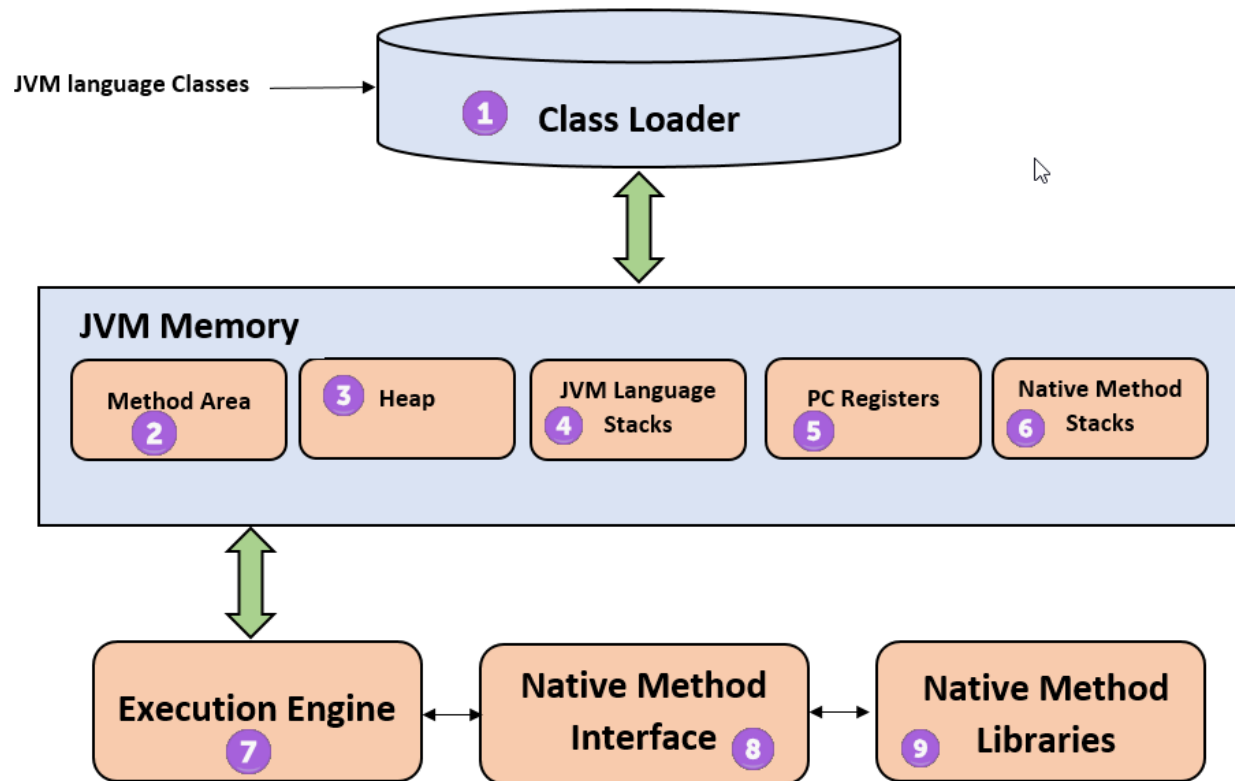 JVM language Classes
1 Class Loader
JVM Memory
Method Area
2
3 Heap
JVM Language
4 Stacks
PC Registers
5
Native Method
6 Stacks
Execution Engine
7
Native Method
Interface 8
Native Method
9 Libraries